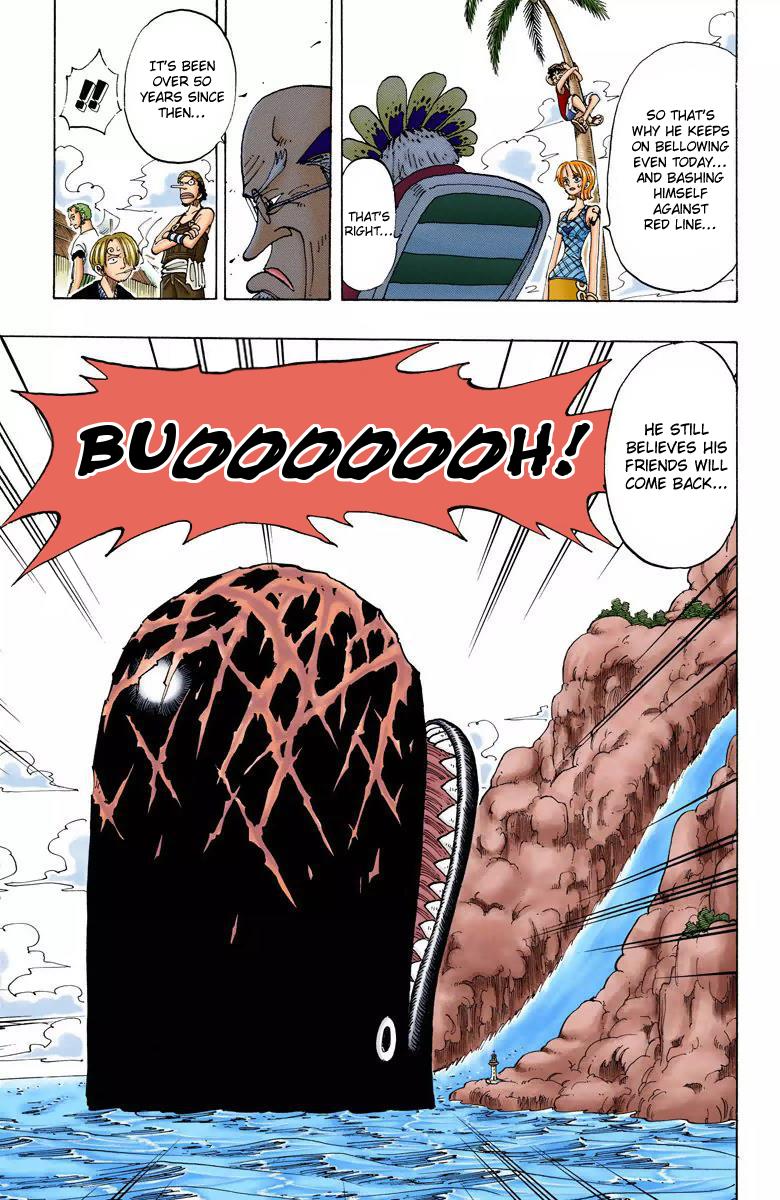 SO THAT'S
WHY HE KEEPS
ON BELLOWING
EVEN TODAY...
AND BASHING
HIMSELF
AGAINST
RED LINE...
THAT'S
RIGHT...
IT'S BEEN
OVER 50
YEARS SINCE
THEN...
!!
HE STILL
BELIEVES HIS
FRIENDS WILL
COME BACK...
BUOOOOOOOH!